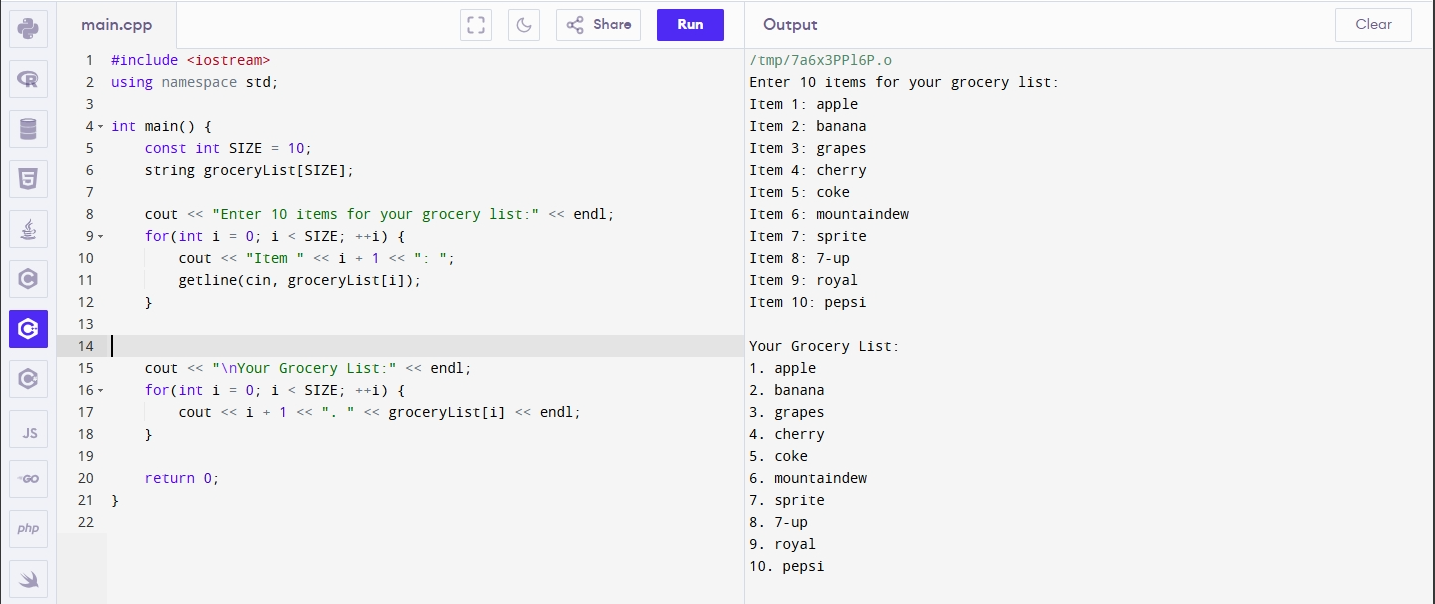 main.cpp
Share
Run
Output
Clear
1 #include <iostream>
2 using namespace std;
3
4 int main() {
5     const int SIZE = 10;
6     string groceryList[SIZE];
7
8     cout << "Enter 10 items for your grocery list:" << endl;
9     for(int i = 0; i < SIZE; ++i) {
10         cout << "Item " << i + 1 << ": ";
11         getline(cin, groceryList[i]);
12     }
13
14
15     cout << "\nYour Grocery List:" << endl;
16     for(int i = 0; i < SIZE; ++i) {
17         cout << i + 1 << ". " << groceryList[i] << endl;
18     }
19
20     return 0;
21 }
22
/tmp/7a6x3PPl6P.o
Enter 10 items for your grocery list:
Item 1: apple
Item 2: banana
Item 3: grapes
Item 4: cherry
Item 5: coke
Item 6: mountaindew
Item 7: sprite
Item 8: 7-up
Item 9: royal
Item 10: pepsi

Your Grocery List:
1. apple
2. banana
3. grapes
4. cherry
5. coke
6. mountaindew
7. sprite
8. 7-up
9. royal
10. pepsi
R
5
C
C
C
JS
GO
php